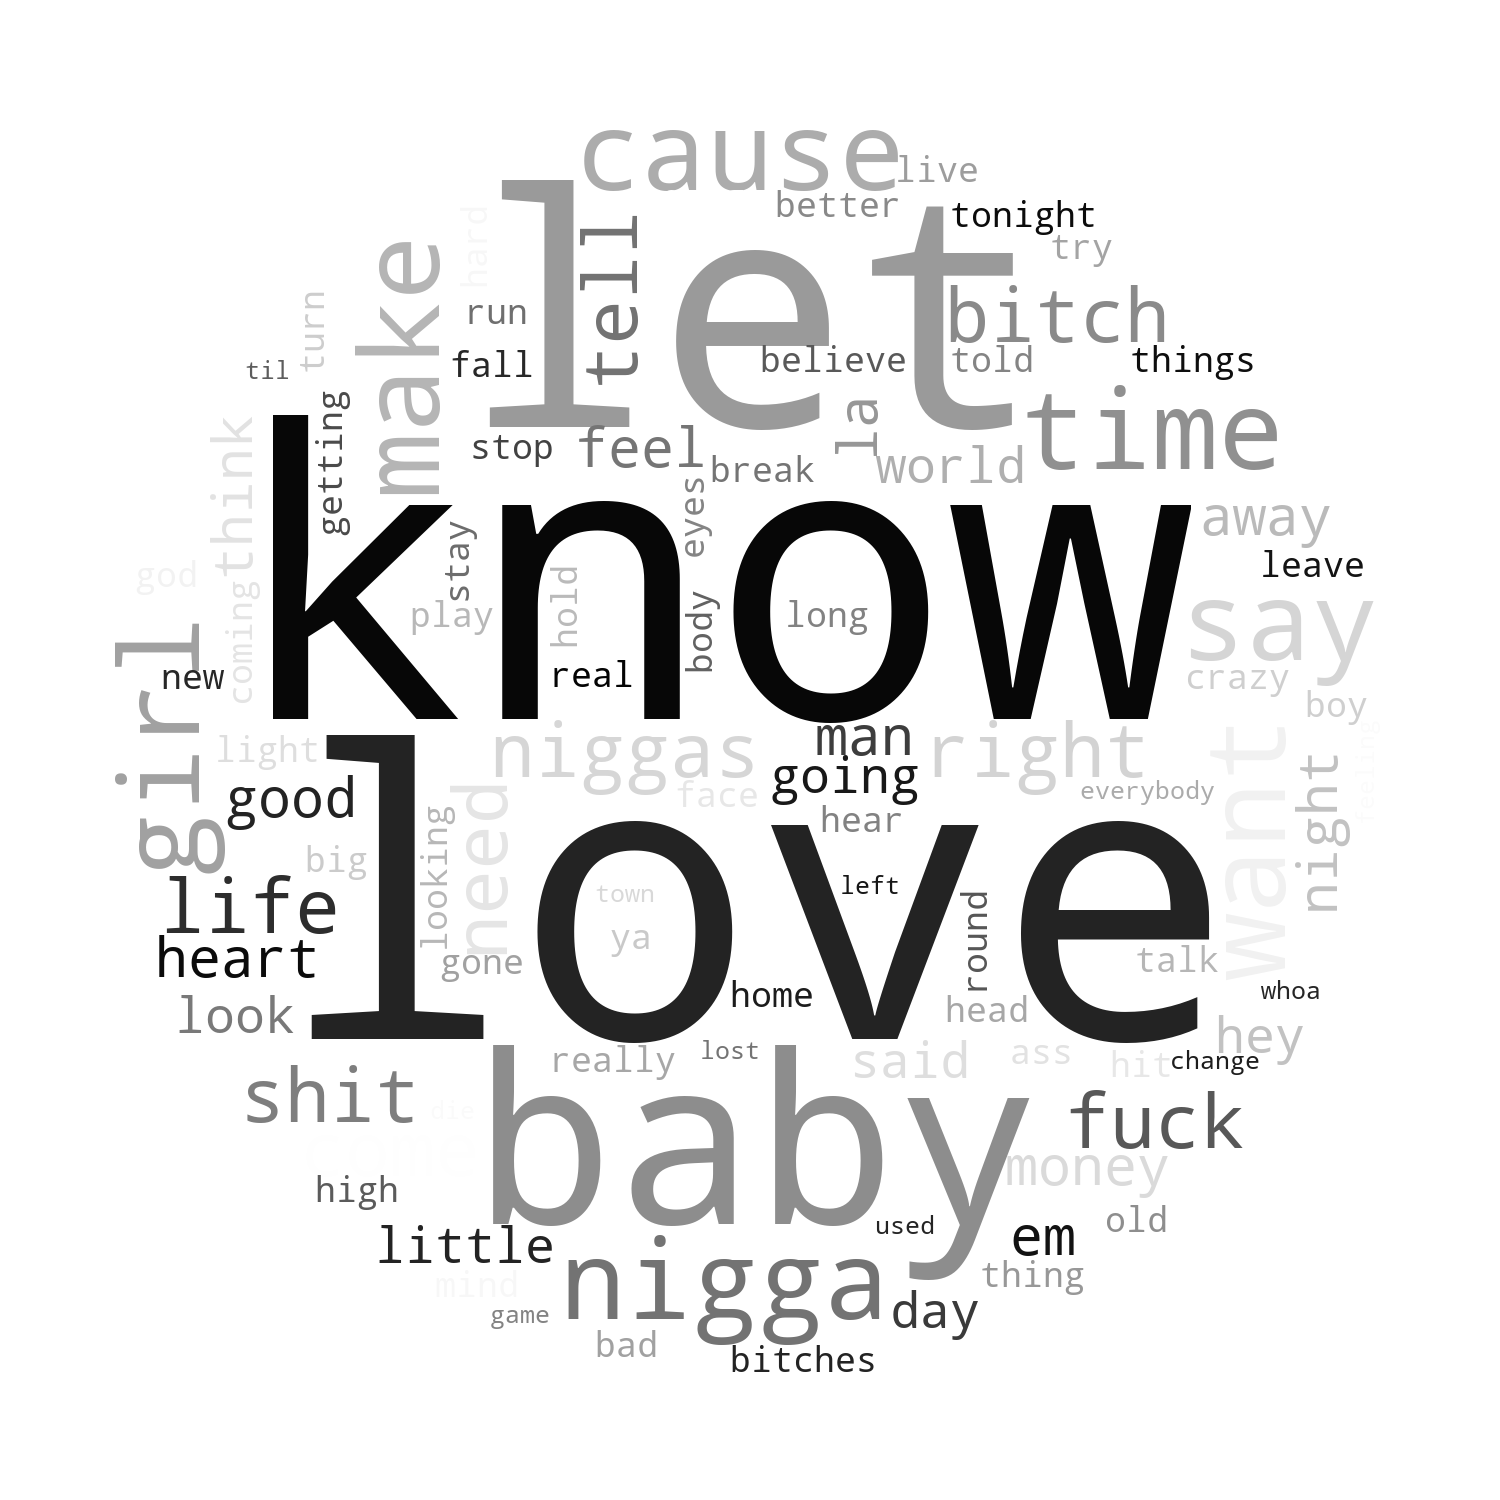 cause
live
better
let
tonight
hard
tell
try
make
bitch
turn
run
til
fall
believe
told
things
time
getting
la
think
stop
feel
break
world
know
eyes
away
stay
leave
god
hold
coming
play
body
long
say
girl
new
real
crazy
boy
light
niggas
man
right
want
feeling
going
night
good
need
face
everybody
love
hear
looking
big
life
town
left
round
heart
ya
gone
talk
home
whoa
look
head
hey
really
lost
said
ass
hit
change
baby
shit
die
fuck
come
money
high
used
old
little
em
nigga
thing
mind
day
game
bad
bitches